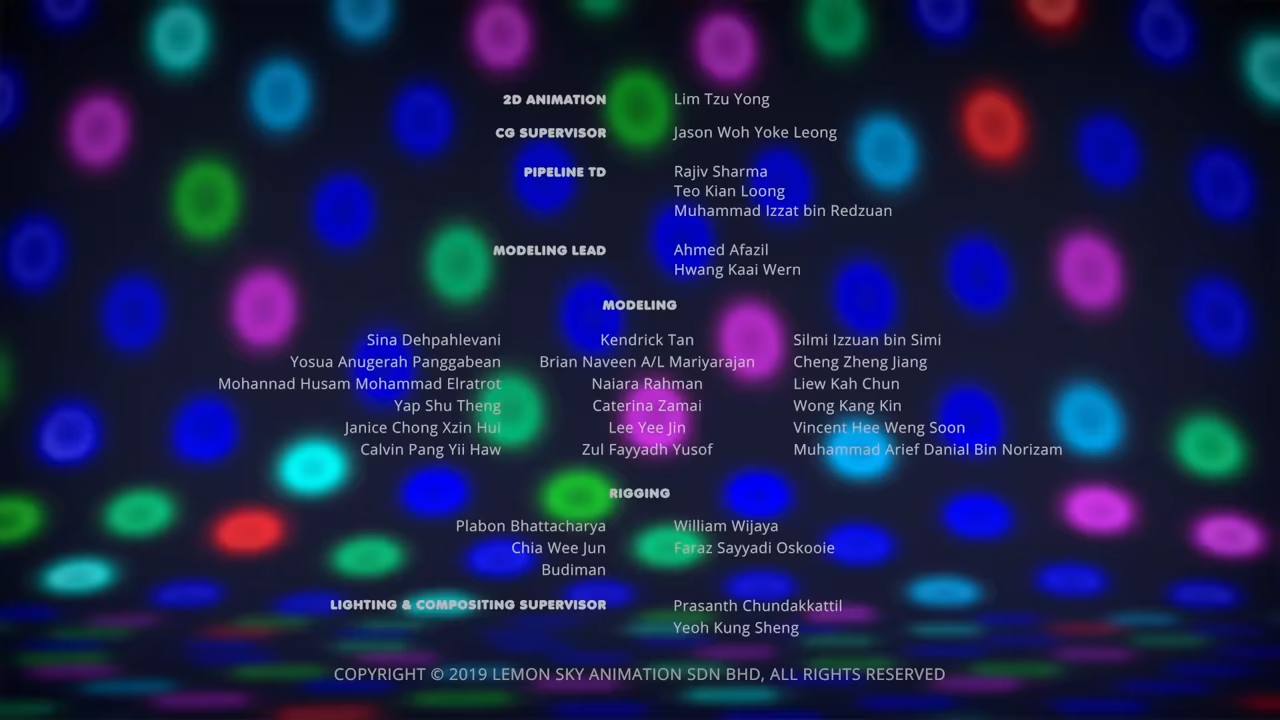 2D ANIMATION Lim Tzu Yong
CG SUPERVISOR Jason Woh Yoke Leong
PIPELINE TD Rajiv Sharma
Teo Kian Loong
Muhammad Izzat bin Redzuan
MODELING LEAD Ahmed Afazil
Hwang Kaai Wern
MODELING
Sina Dehpahlevani Kendrick Tan Silmi Izzuan bin Simi
Yosua Anugerah Panggabean Brian Naveen A/L Mariyarajan Cheng Zheng Jiang
Mohannad Husam Mohammad Elratrot Naiara Rahman Liew Kah Chun
Yap Shu Theng Caterina Zamai Wong Kang Kin
Janice Chong Xzin Hui Lee Yee Jin Vincent Hee Weng Soon
Calvin Pang Yii Haw Zul Fayyadh Yusof Muhammad Arief Danial Bin Norizam
RIGGING
Plabon Bhattacharya William Wijaya
Chia Wee Jun Faraz Sayyadi Oskooie
Budiman
LIGHTING & COMPOSITING SUPERVISOR Prasanth Chundakkattil
Yeoh Kung Sheng
COPYRIGHT © 2019 LEMON SKY ANIMATION SDN BHD, ALL RIGHTS RESERVED